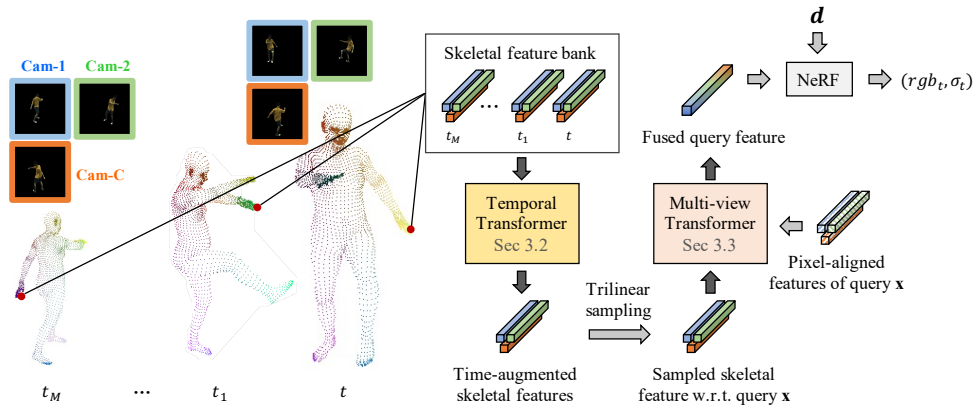 Cam-1
Cam-2
Cam-C
t_M
...
t_1
t
Skeletal feature bank
...
t_M
t_1
t
Temporal
Transformer
Sec 3.2
Time-augmented
skeletal features
Trilinear
sampling
Sampled skeletal
feature w.r.t. query x
Multi-view
Transformer
Sec 3.3
Pixel-aligned
features of query x
Fused query feature
d
NeRF
(rgb_t, σ_t)